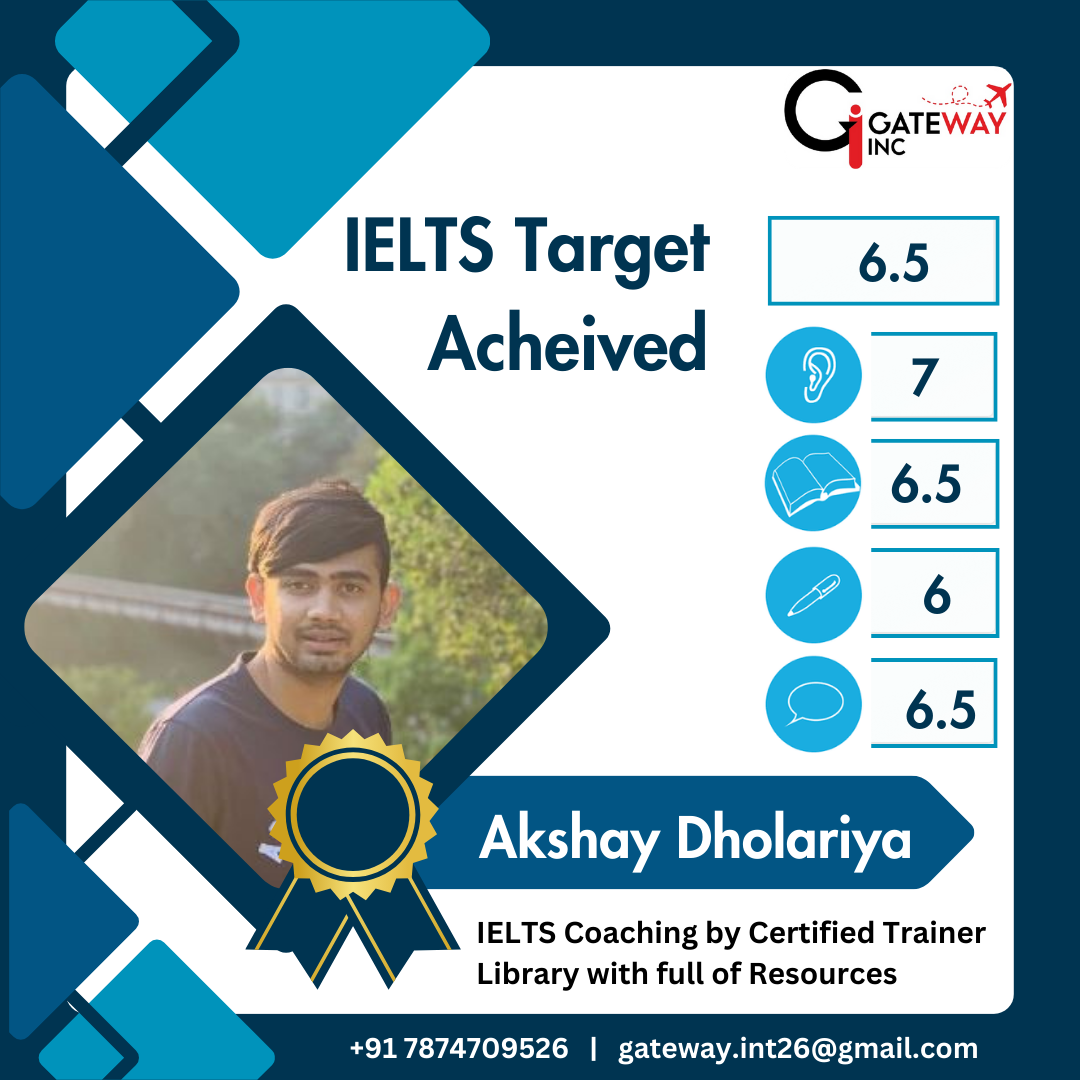 Gi GATEWAY
INC
IELTS Target
Acheived
6.5
7
6.5
6
6.5
Akshay Dholariya
IELTS Coaching by Certified Trainer
Library with full of Resources
+91 7874709526 | gateway.int26@gmail.com